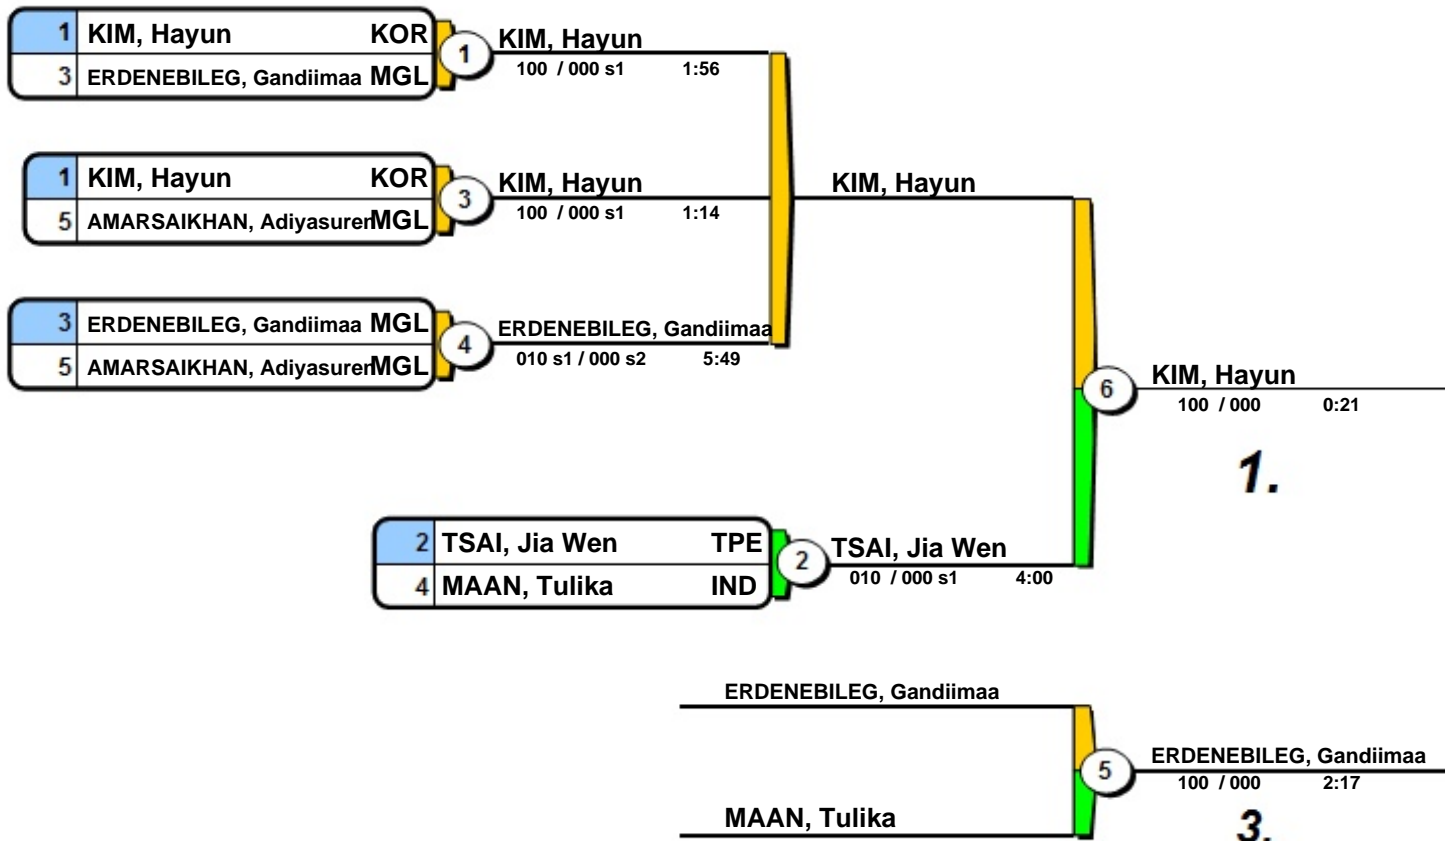 1 KIM, Hayun KOR
3 ERDENEBILEG, Gandiimaa MGL
1 KIM, Hayun
100 / 000 s1 1:56
1 KIM, Hayun KOR
5 AMARSAIKHAN, Adiyasuren MGL
3 KIM, Hayun
100 / 000 s1 1:14
KIM, Hayun
3 ERDENEBILEG, Gandiimaa MGL
5 AMARSAIKHAN, Adiyasuren MGL
4 ERDENEBILEG, Gandiimaa
010 s1 / 000 s2 5:49
6 KIM, Hayun
100 / 000 0:21
1.
2 TSAI, Jia Wen TPE
4 MAAN, Tulika IND
2 TSAI, Jia Wen
010 / 000 s1 4:00
ERDENEBILEG, Gandiimaa
MAAN, Tulika
5 ERDENEBILEG, Gandiimaa
100 / 000 2:17
3.